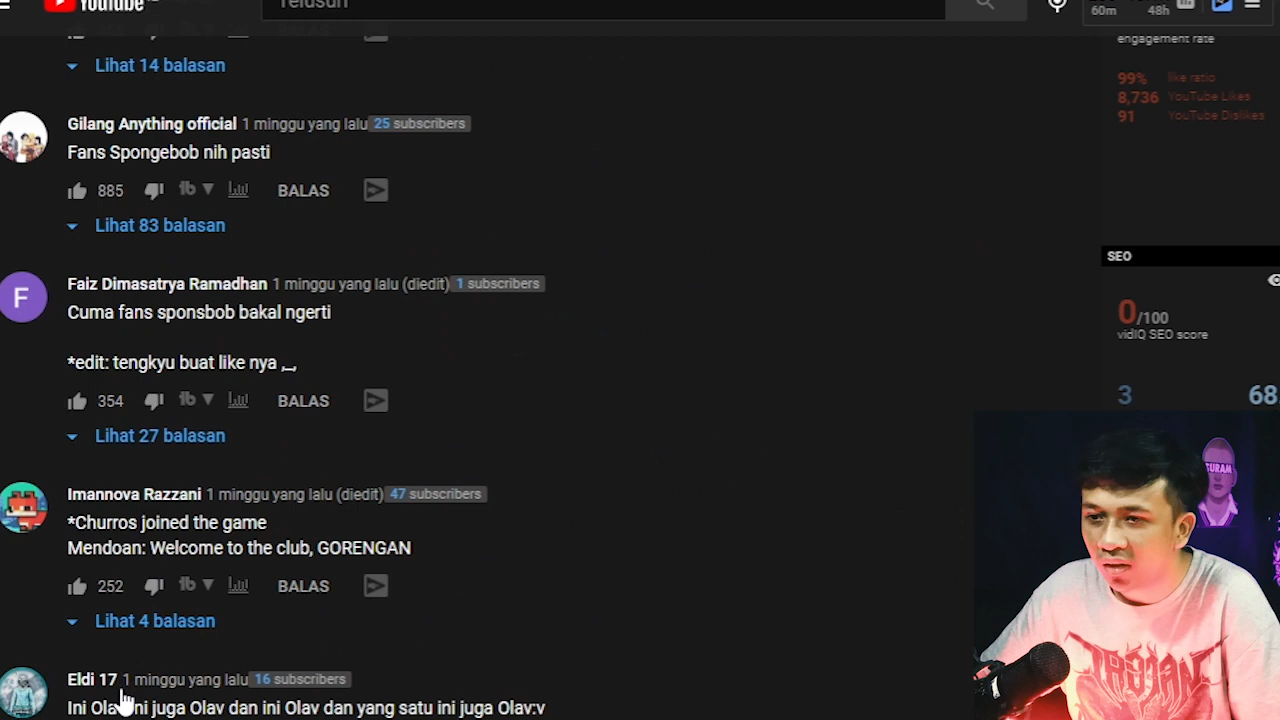 YouTube
Telusuri
60m
48h
engagement rate
Lihat 14 balasan
99% like ratio
8,736 YouTube Likes
91 YouTube Dislikes
Gilang Anything official 1 minggu yang lalu 25 subscribers
Fans Spongebob nih pasti
885 BALAS
Lihat 83 balasan
SEO
Faiz Dimasatrya Ramadhan 1 minggu yang lalu (diedit) 1 subscribers
F
Cuma fans sponsbob bakal ngerti
0/100
vidIQ SEO score
*edit: tengkyu buat like nya ,_,
3
68
354 BALAS
Lihat 27 balasan
Imannova Razzani 1 minggu yang lalu (diedit) 47 subscribers
*Churros joined the game
Mendoan: Welcome to the club, GORENGAN
252 BALAS
Lihat 4 balasan
Eldi 17 1 minggu yang lalu 16 subscribers
juga Olav dan ini Olav dan yang satu ini juga Olav:v